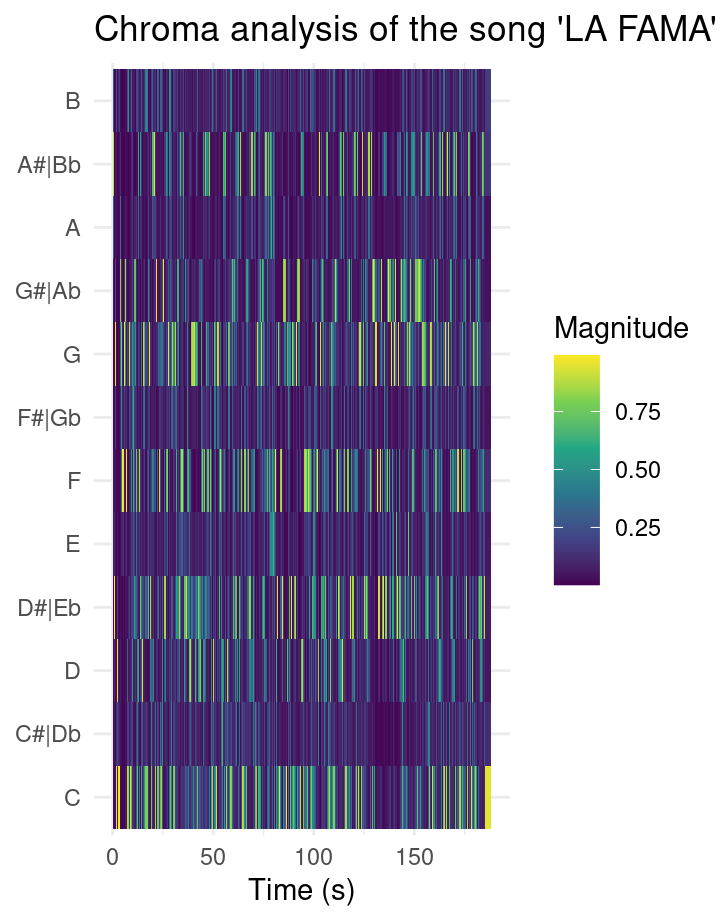 Chroma analysis of the song 'LA FAMA'
B
A#|Bb
A
G#|Ab
G
F#|Gb
F
E
D#|Eb
D
C#|Db
C
0 50 100 150
Time (s)
Magnitude
0.75
0.50
0.25